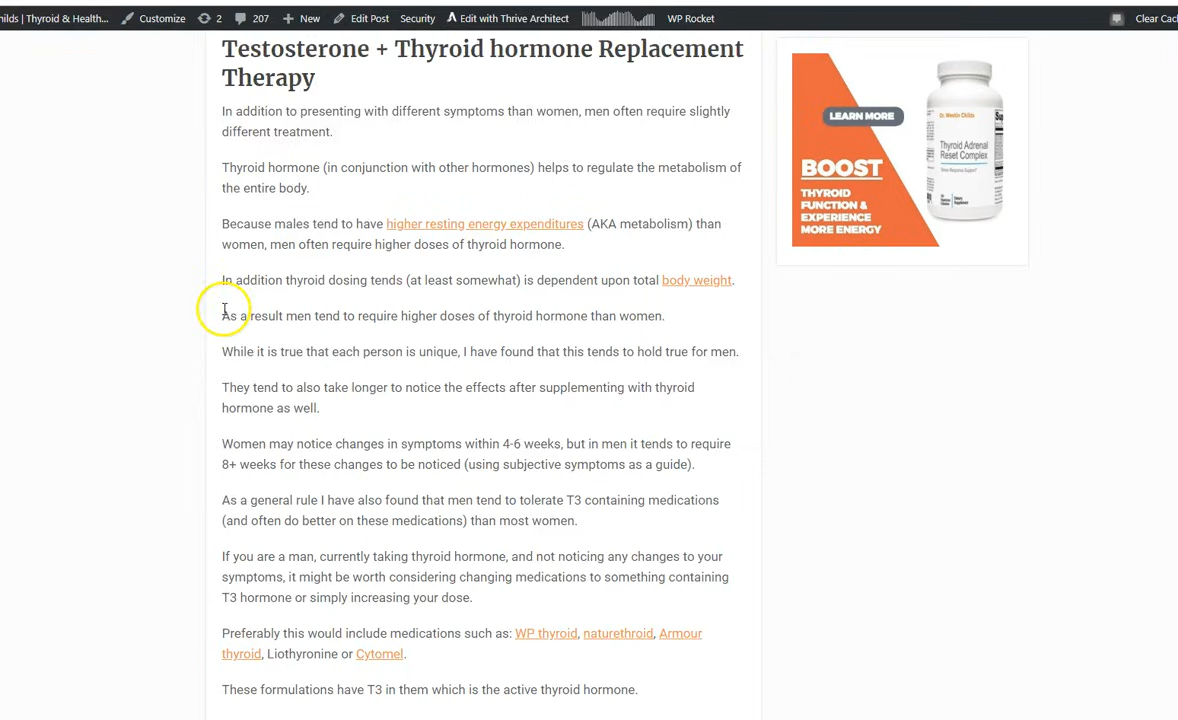 hilds | Thyroid & Health... Customize 2 207 New Edit Post Security Edit with Thrive Architect WP Rocket Clear Cac
Testosterone + Thyroid hormone Replacement
Therapy
In addition to presenting with different symptoms than women, men often require slightly
different treatment.
Thyroid hormone (in conjunction with other hormones) helps to regulate the metabolism of
the entire body.
Because males tend to have higher resting energy expenditures (AKA metabolism) than
women, men often require higher doses of thyroid hormone.
In addition thyroid dosing tends (at least somewhat) is dependent upon total body weight.
As a result men tend to require higher doses of thyroid hormone than women.
While it is true that each person is unique, I have found that this tends to hold true for men.
They tend to also take longer to notice the effects after supplementing with thyroid
hormone as well.
Women may notice changes in symptoms within 4-6 weeks, but in men it tends to require
8+ weeks for these changes to be noticed (using subjective symptoms as a guide).
As a general rule I have also found that men tend to tolerate T3 containing medications
(and often do better on these medications) than most women.
If you are a man, currently taking thyroid hormone, and not noticing any changes to your
symptoms, it might be worth considering changing medications to something containing
T3 hormone or simply increasing your dose.
Preferably this would include medications such as: WP thyroid, naturethroid, Armour
thyroid, Liothyronine or Cytomel.
These formulations have T3 in them which is the active thyroid hormone.
LEARN MORE
BOOST
THYROID
FUNCTION &
EXPERIENCE
MORE ENERGY
Dr. Westin Childs
Thyroid Adrenal
Reset Complex